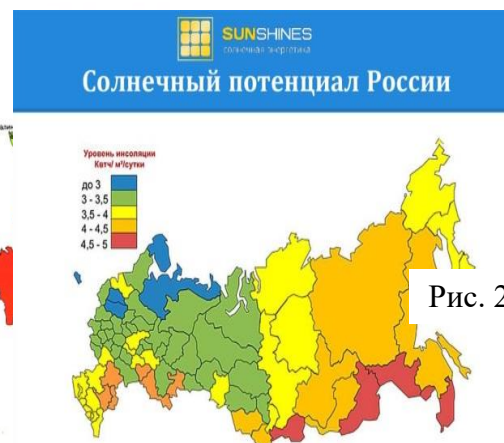 SUNSHINES
солнечная энергетика
Солнечный потенциал России
Уровень инсоляции
Квтч/ м²/сутки
до 3
3 - 3,5
3,5 - 4
4 - 4,5
4,5 - 5
Рис. 2